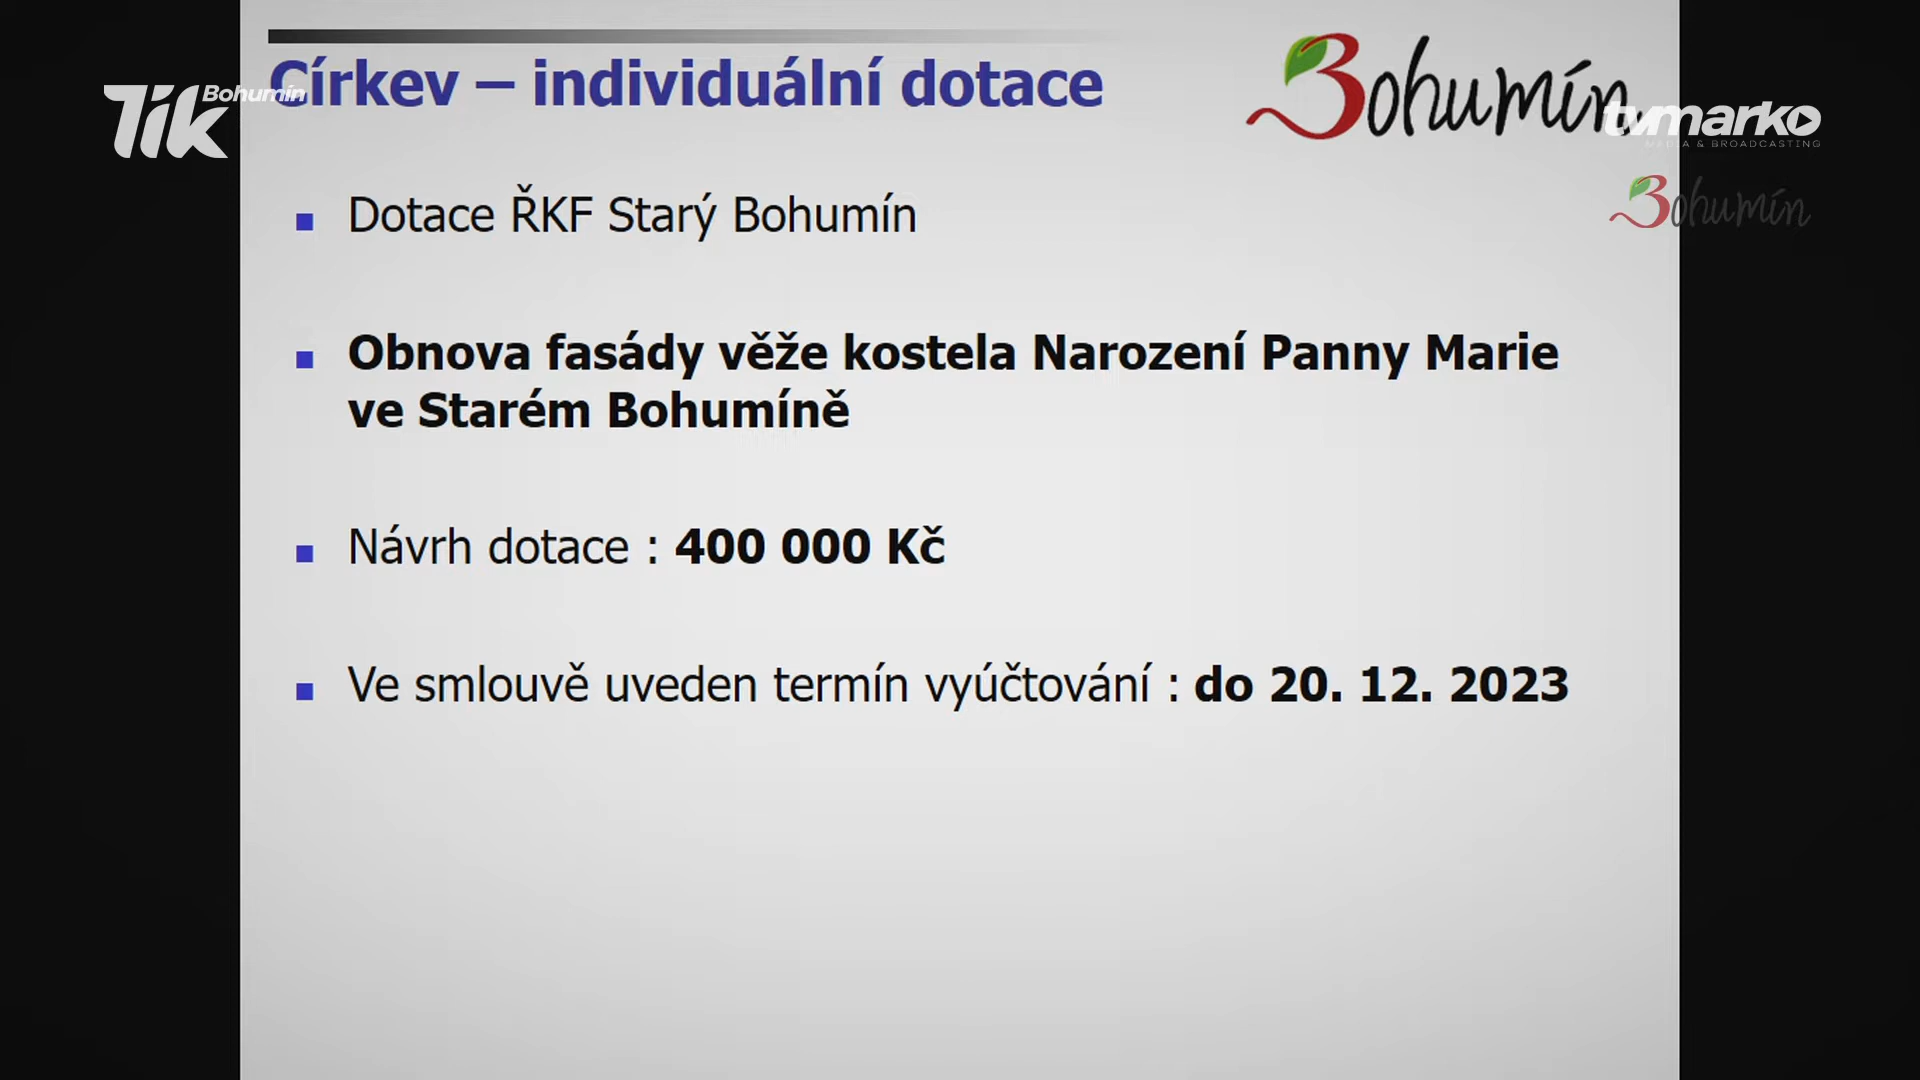 Církev – individuální dotace
Bohumín
Tik Bohumín
tvmarko
MEDIA & BROADCASTING
Bohumín
Dotace ŘKF Starý Bohumín
Obnova fasády věže kostela Narození Panny Marie
ve Starém Bohumíně
Návrh dotace : 400 000 Kč
Ve smlouvě uveden termín vyúčtování : do 20. 12. 2023